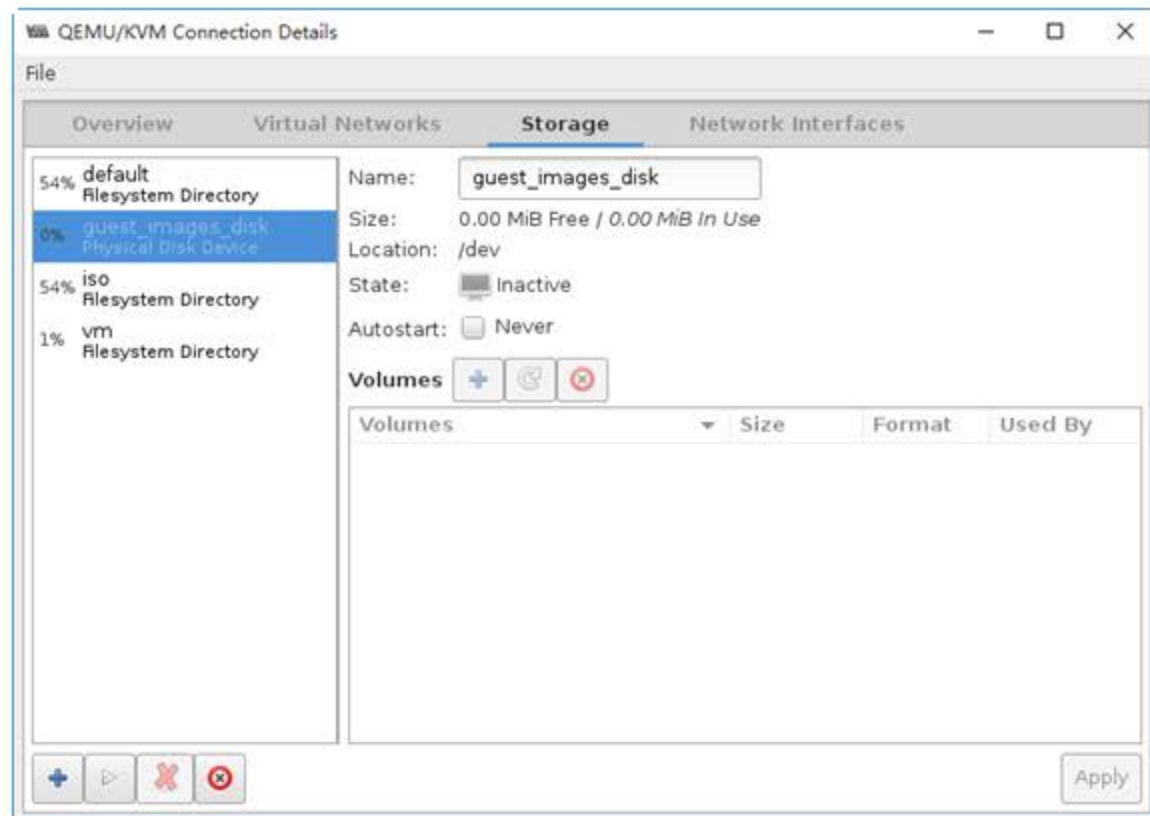 QEMU/KVM Connection Details
File
Overview Virtual Networks Storage Network Interfaces
54% default
Filesystem Directory
0% guest_images_disk
Physical Disk Device
54% iso
Filesystem Directory
1% vm
Filesystem Directory
Name: guest_images_disk
Size: 0.00 MiB Free / 0.00 MiB In Use
Location: /dev
State: Inactive
Autostart: Never
Volumes
Volumes Size Format Used By
Apply